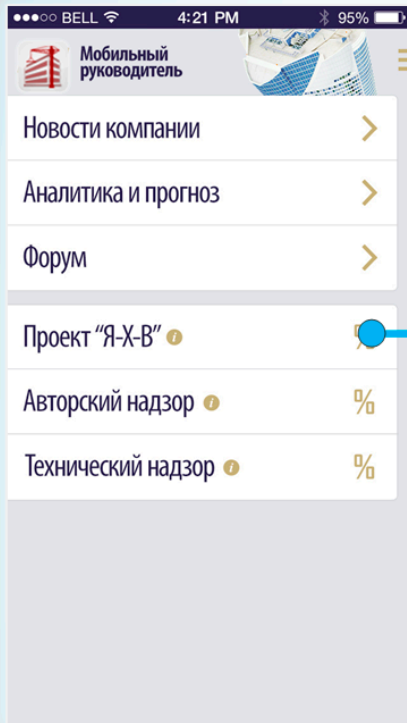 ●●●○○ BELL 4:21 PM 95%
Мобильный
руководитель
Новости компании
Аналитика и прогноз
Форум
Проект “Я-Х-В” i
Авторский надзор i %
Технический надзор i %